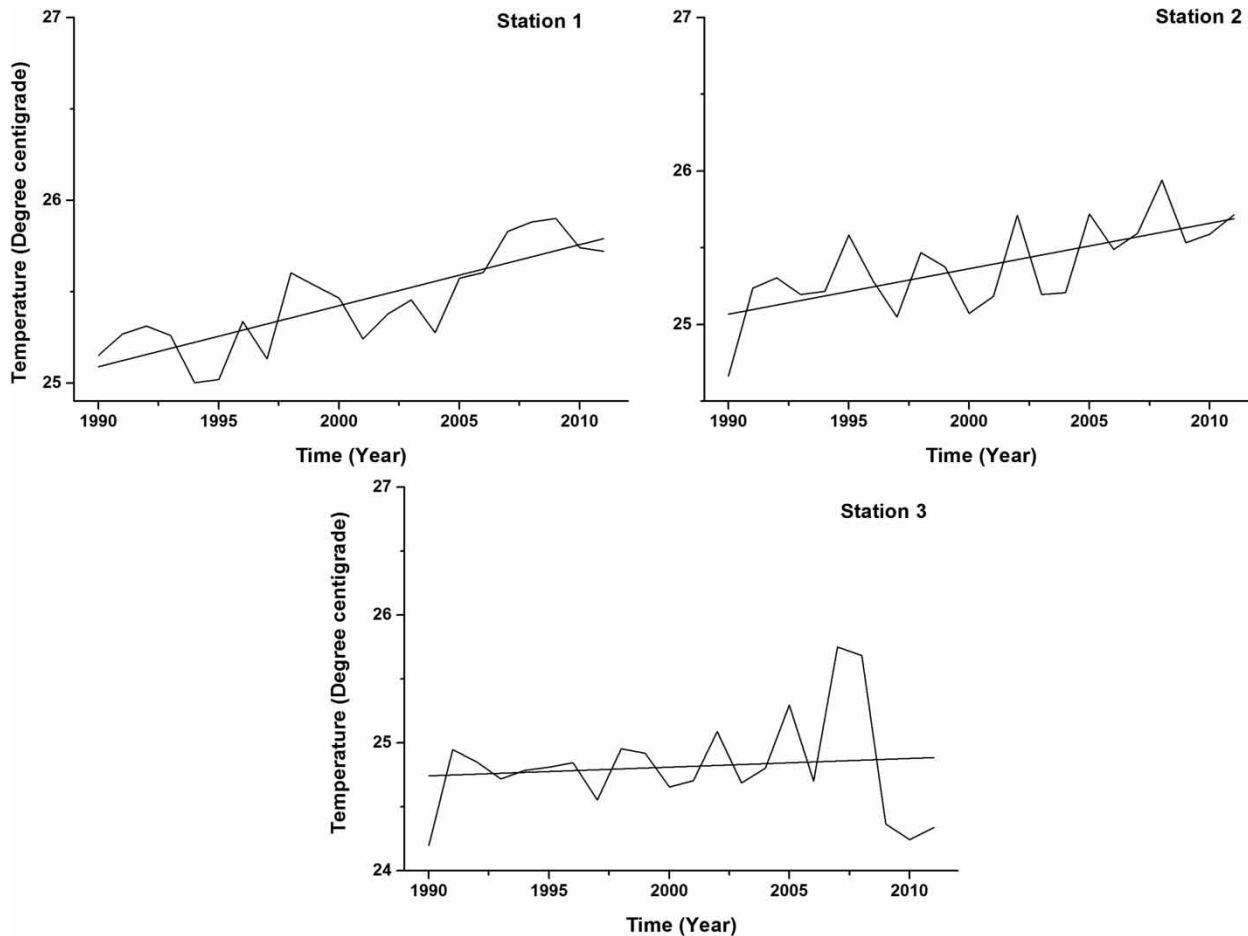 Station 1
Temperature (Degree centigrade)
27
26
25
1990 1995 2000 2005 2010
Time (Year)
Station 2
27
26
25
1990 1995 2000 2005 2010
Time (Year)
Station 3
Temperature (Degree centigrade)
27
26
25
24
1990 1995 2000 2005 2010
Time (Year)